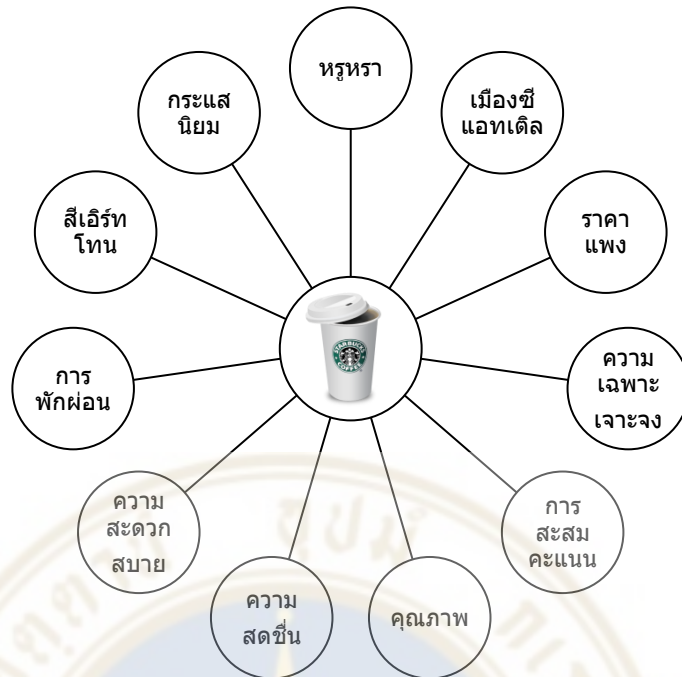 หรูหรา
กระแส
นิยม
เมืองซี
แอทเติล
สีเอิร์ท
โทน
ราคา
แพง
STARBUCKS
COFFEE
การ
พักผ่อน
ความ
เฉพาะ
เจาะจง
ความ
สะดวก
สบาย
การ
สะสม
คะแนน
ความ
สดชื่น
คุณภาพ